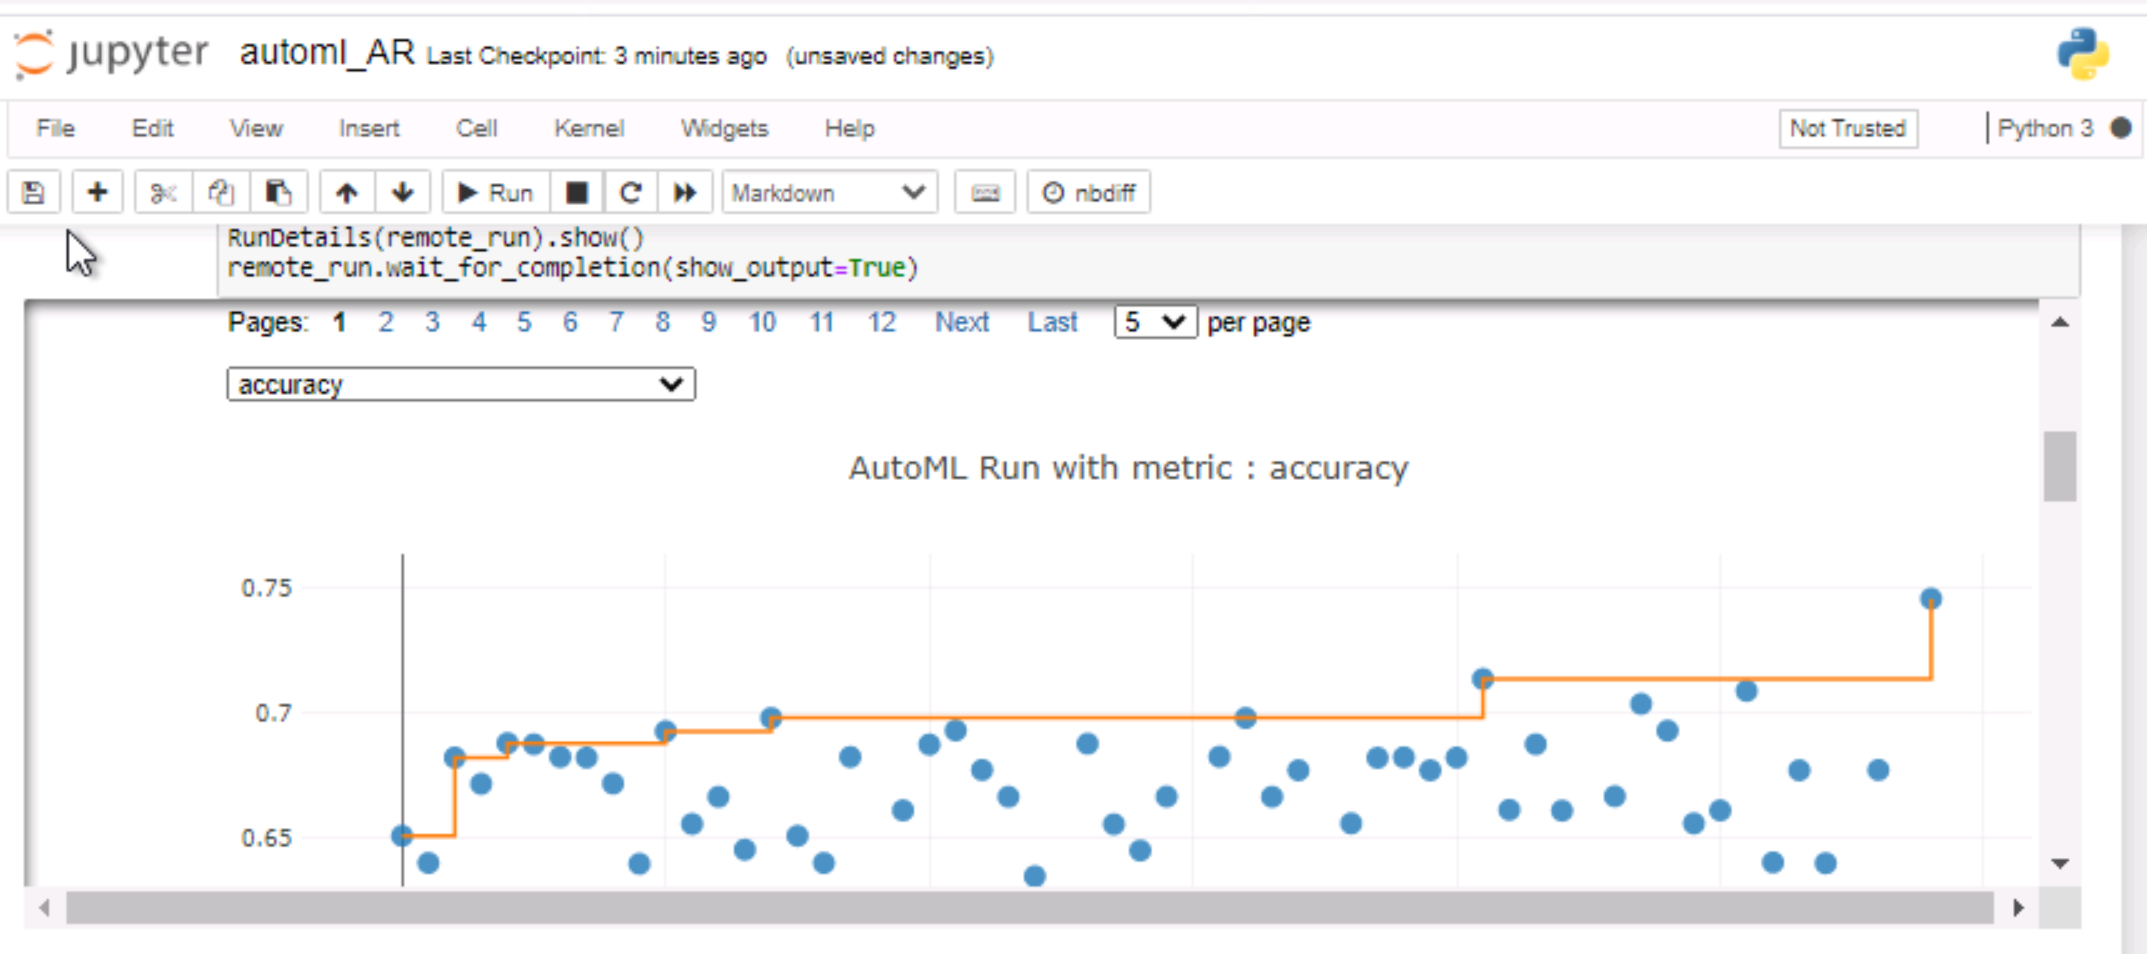 jupyter automl_AR Last Checkpoint: 3 minutes ago (unsaved changes)
File Edit View Insert Cell Kernel Widgets Help Not Trusted Python 3
Run Markdown nbdiff
RunDetails(remote_run).show()
remote_run.wait_for_completion(show_output=True)
Pages: 1 2 3 4 5 6 7 8 9 10 11 12 Next Last 5 per page
accuracy
AutoML Run with metric : accuracy
0.75
0.7
0.65